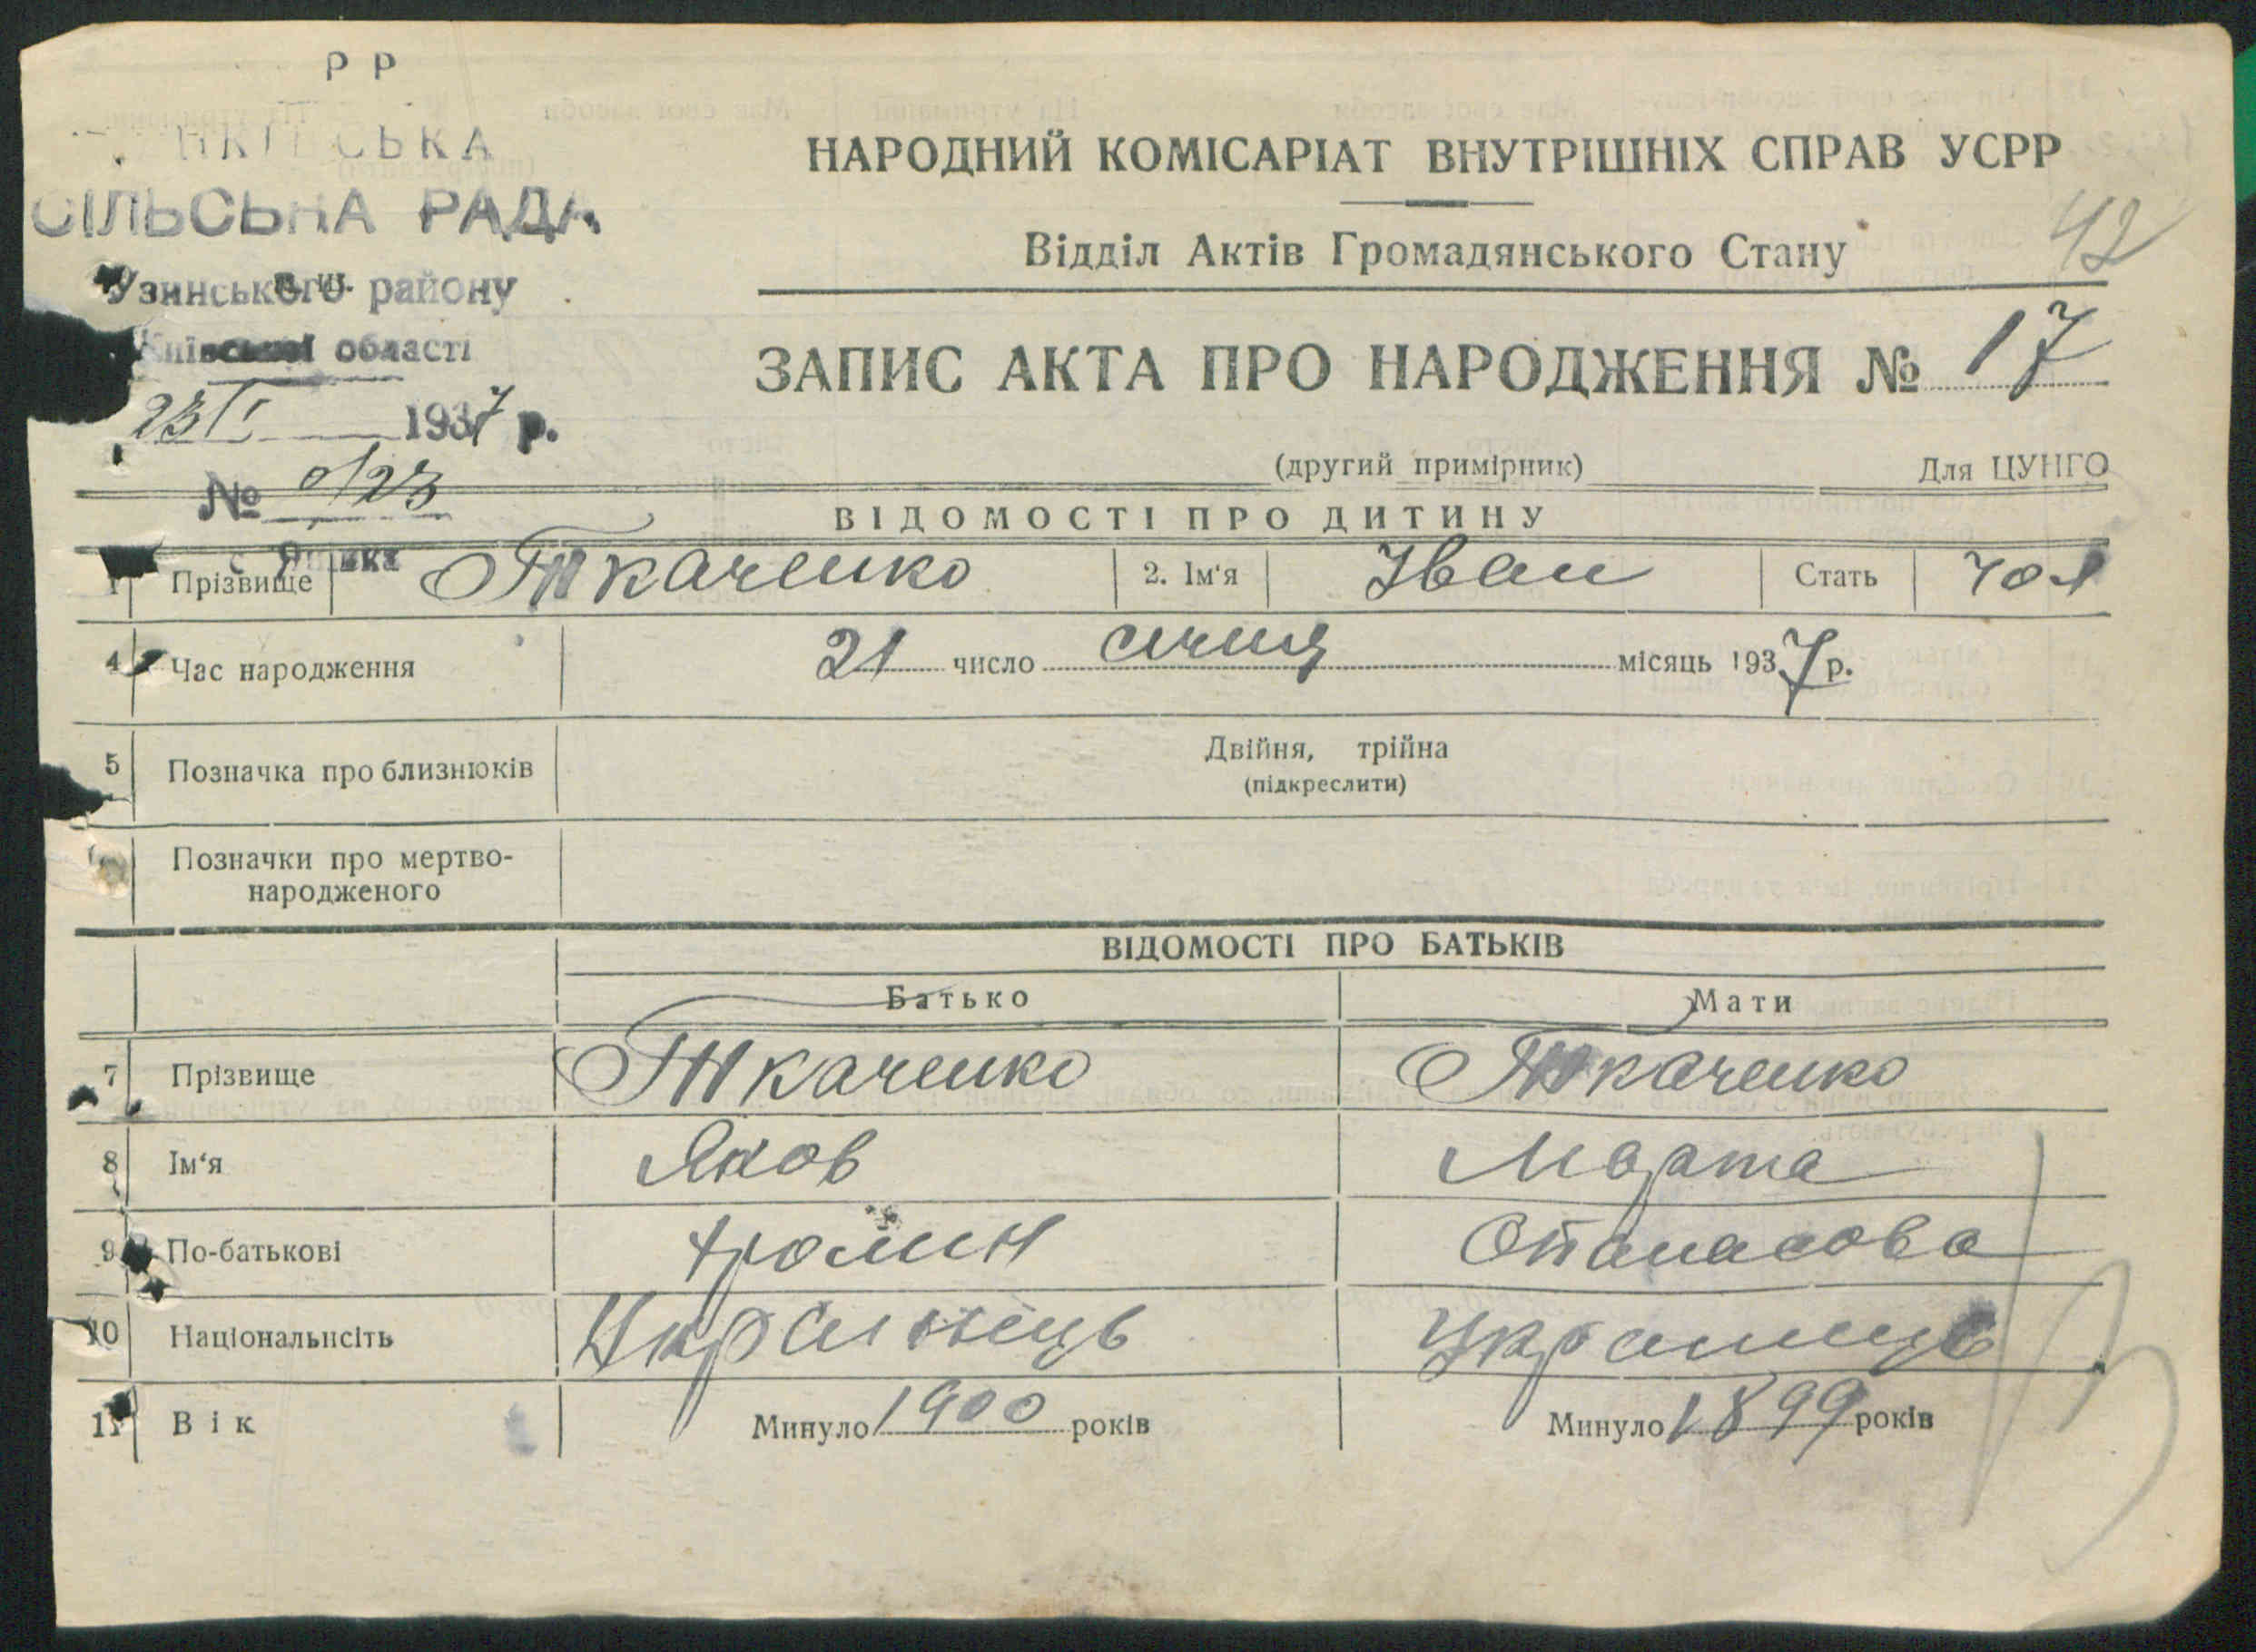 Р Р
СЬКА
СІЛЬСЬКА РАДА
Узинського району
Київської області
23/I 1937 р.
№ 0/23
с. Яцьки
НАРОДНИЙ КОМІСАРІАТ ВНУТРІШНІХ СПРАВ УСРР
42
Відділ Актів Громадянського Стану
ЗАПИС АКТА ПРО НАРОДЖЕННЯ № 17
(другий примірник) Для ЦУНГО
ВІДОМОСТІ ПРО ДИТИНУ
1 Прізвище Ткаченко 2. Ім'я Іван Стать чол
4 Час народження 21 число січня місяць 1937 р.
5 Позначка про близнюків Двійня, трійна
(підкреслити)
Позначки про мертво-
народженого
ВІДОМОСТІ ПРО БАТЬКІВ
Батько Мати
7 Прізвище Ткаченко Ткаченко
8 Ім'я Яков Марта
9 По-батькові Опанасова
10 Національнсіть Українець Українець
11 Вік Минуло 1900 років Минуло 1899 років